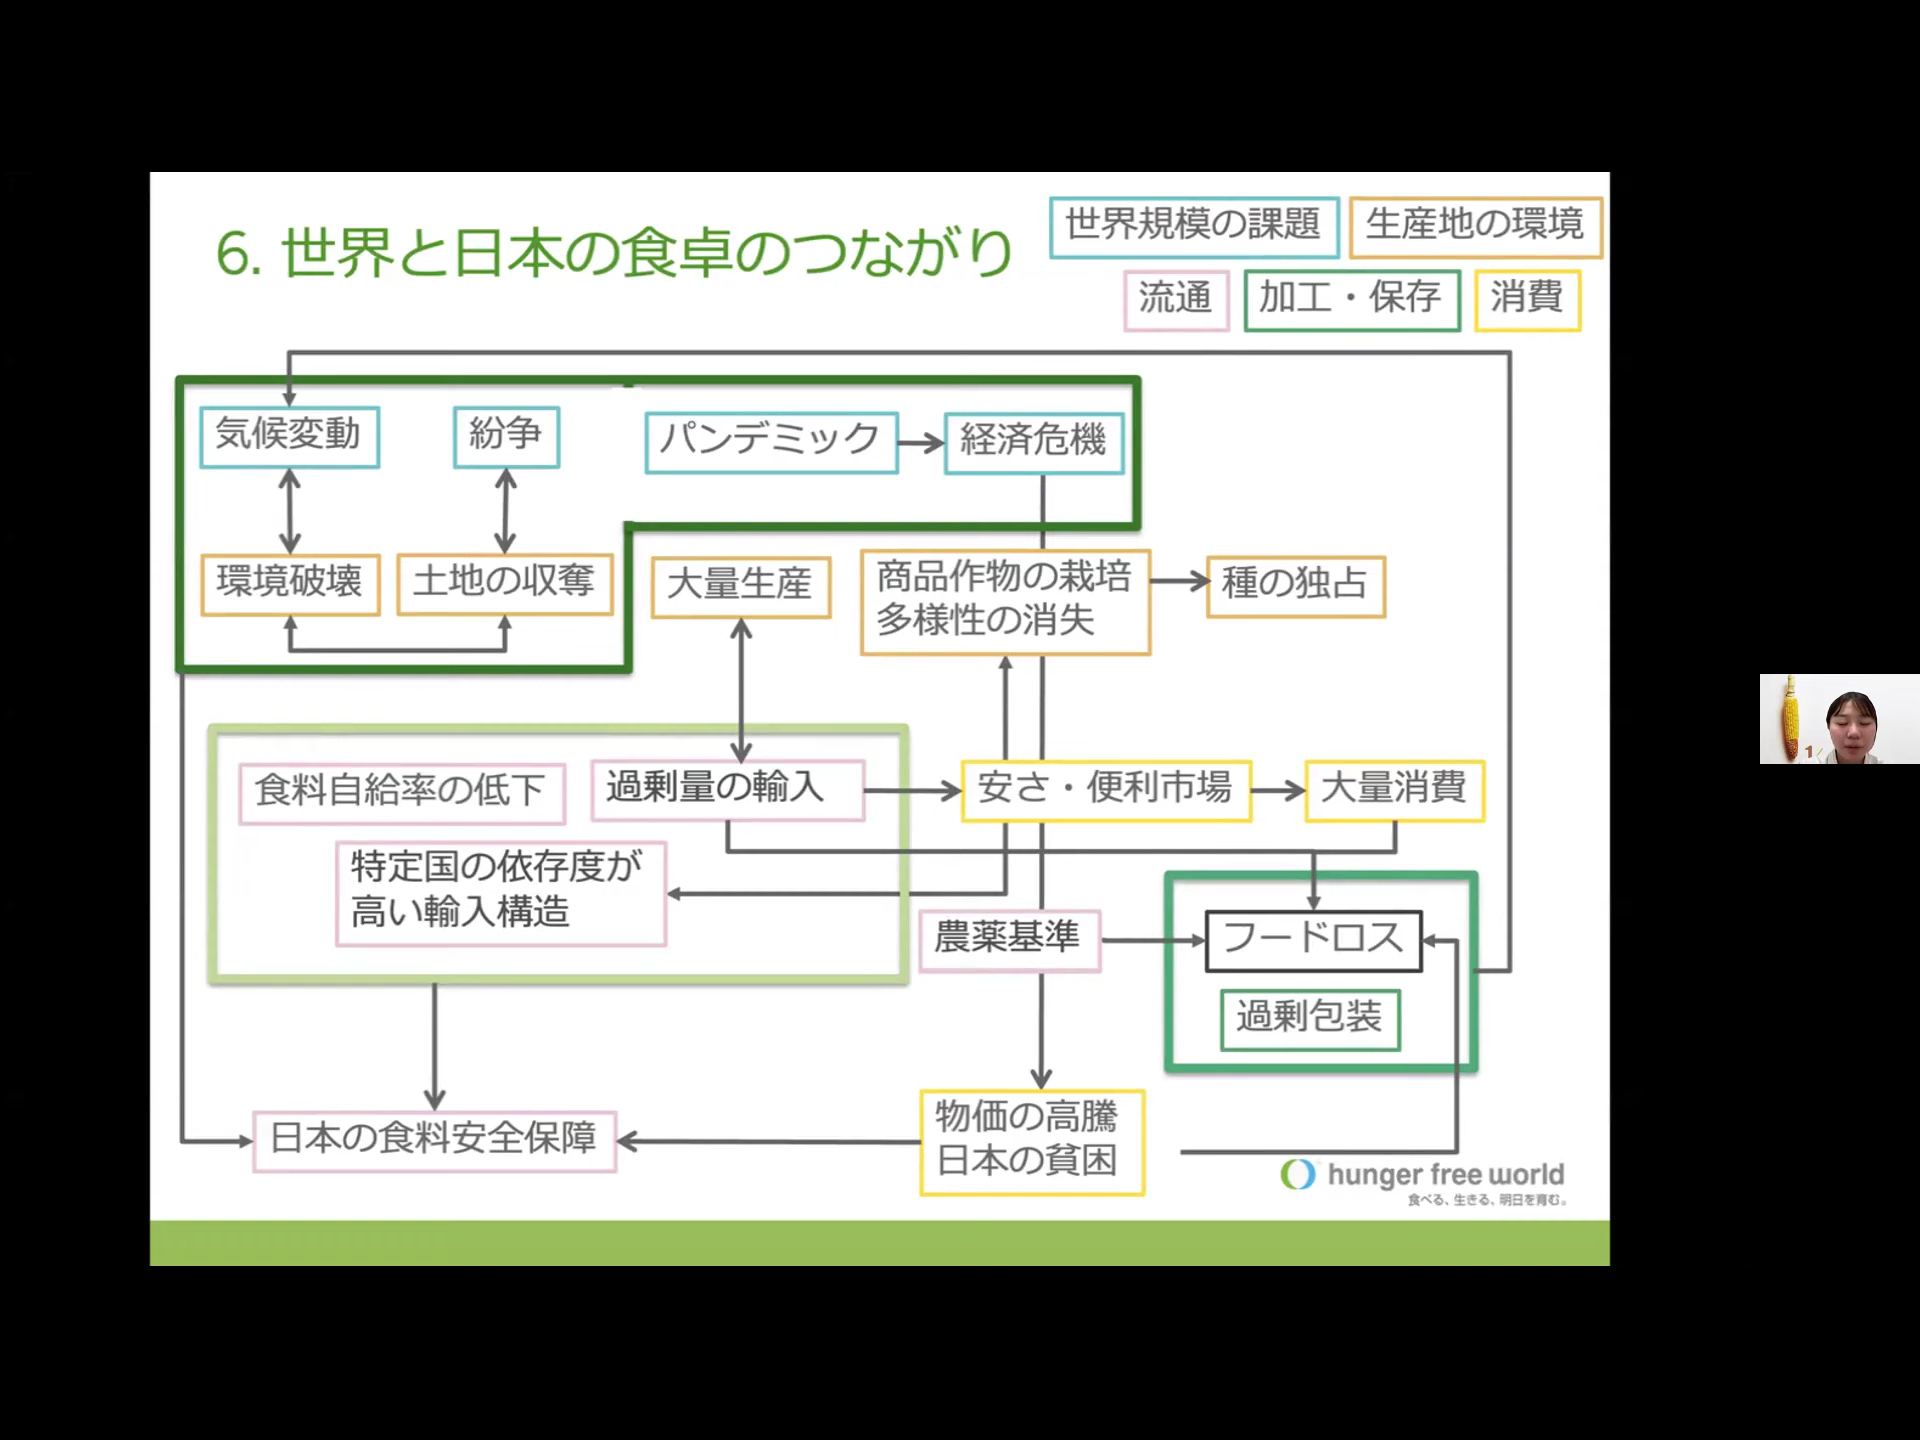 6. 世界と日本の食卓のつながり
世界規模の課題
生産地の環境
流通
加工・保存
消費
気候変動
紛争
パンデミック
経済危機
環境破壊
土地の収奪
大量生産
商品作物の栽培
多様性の消失
種の独占
食料自給率の低下
過剰量の輸入
安さ・便利市場
大量消費
特定国の依存度が
高い輸入構造
農薬基準
フードロス
過剰包装
日本の食料安全保障
物価の高騰
日本の貧困
hunger free world
食べる、生きる、明日を育む。